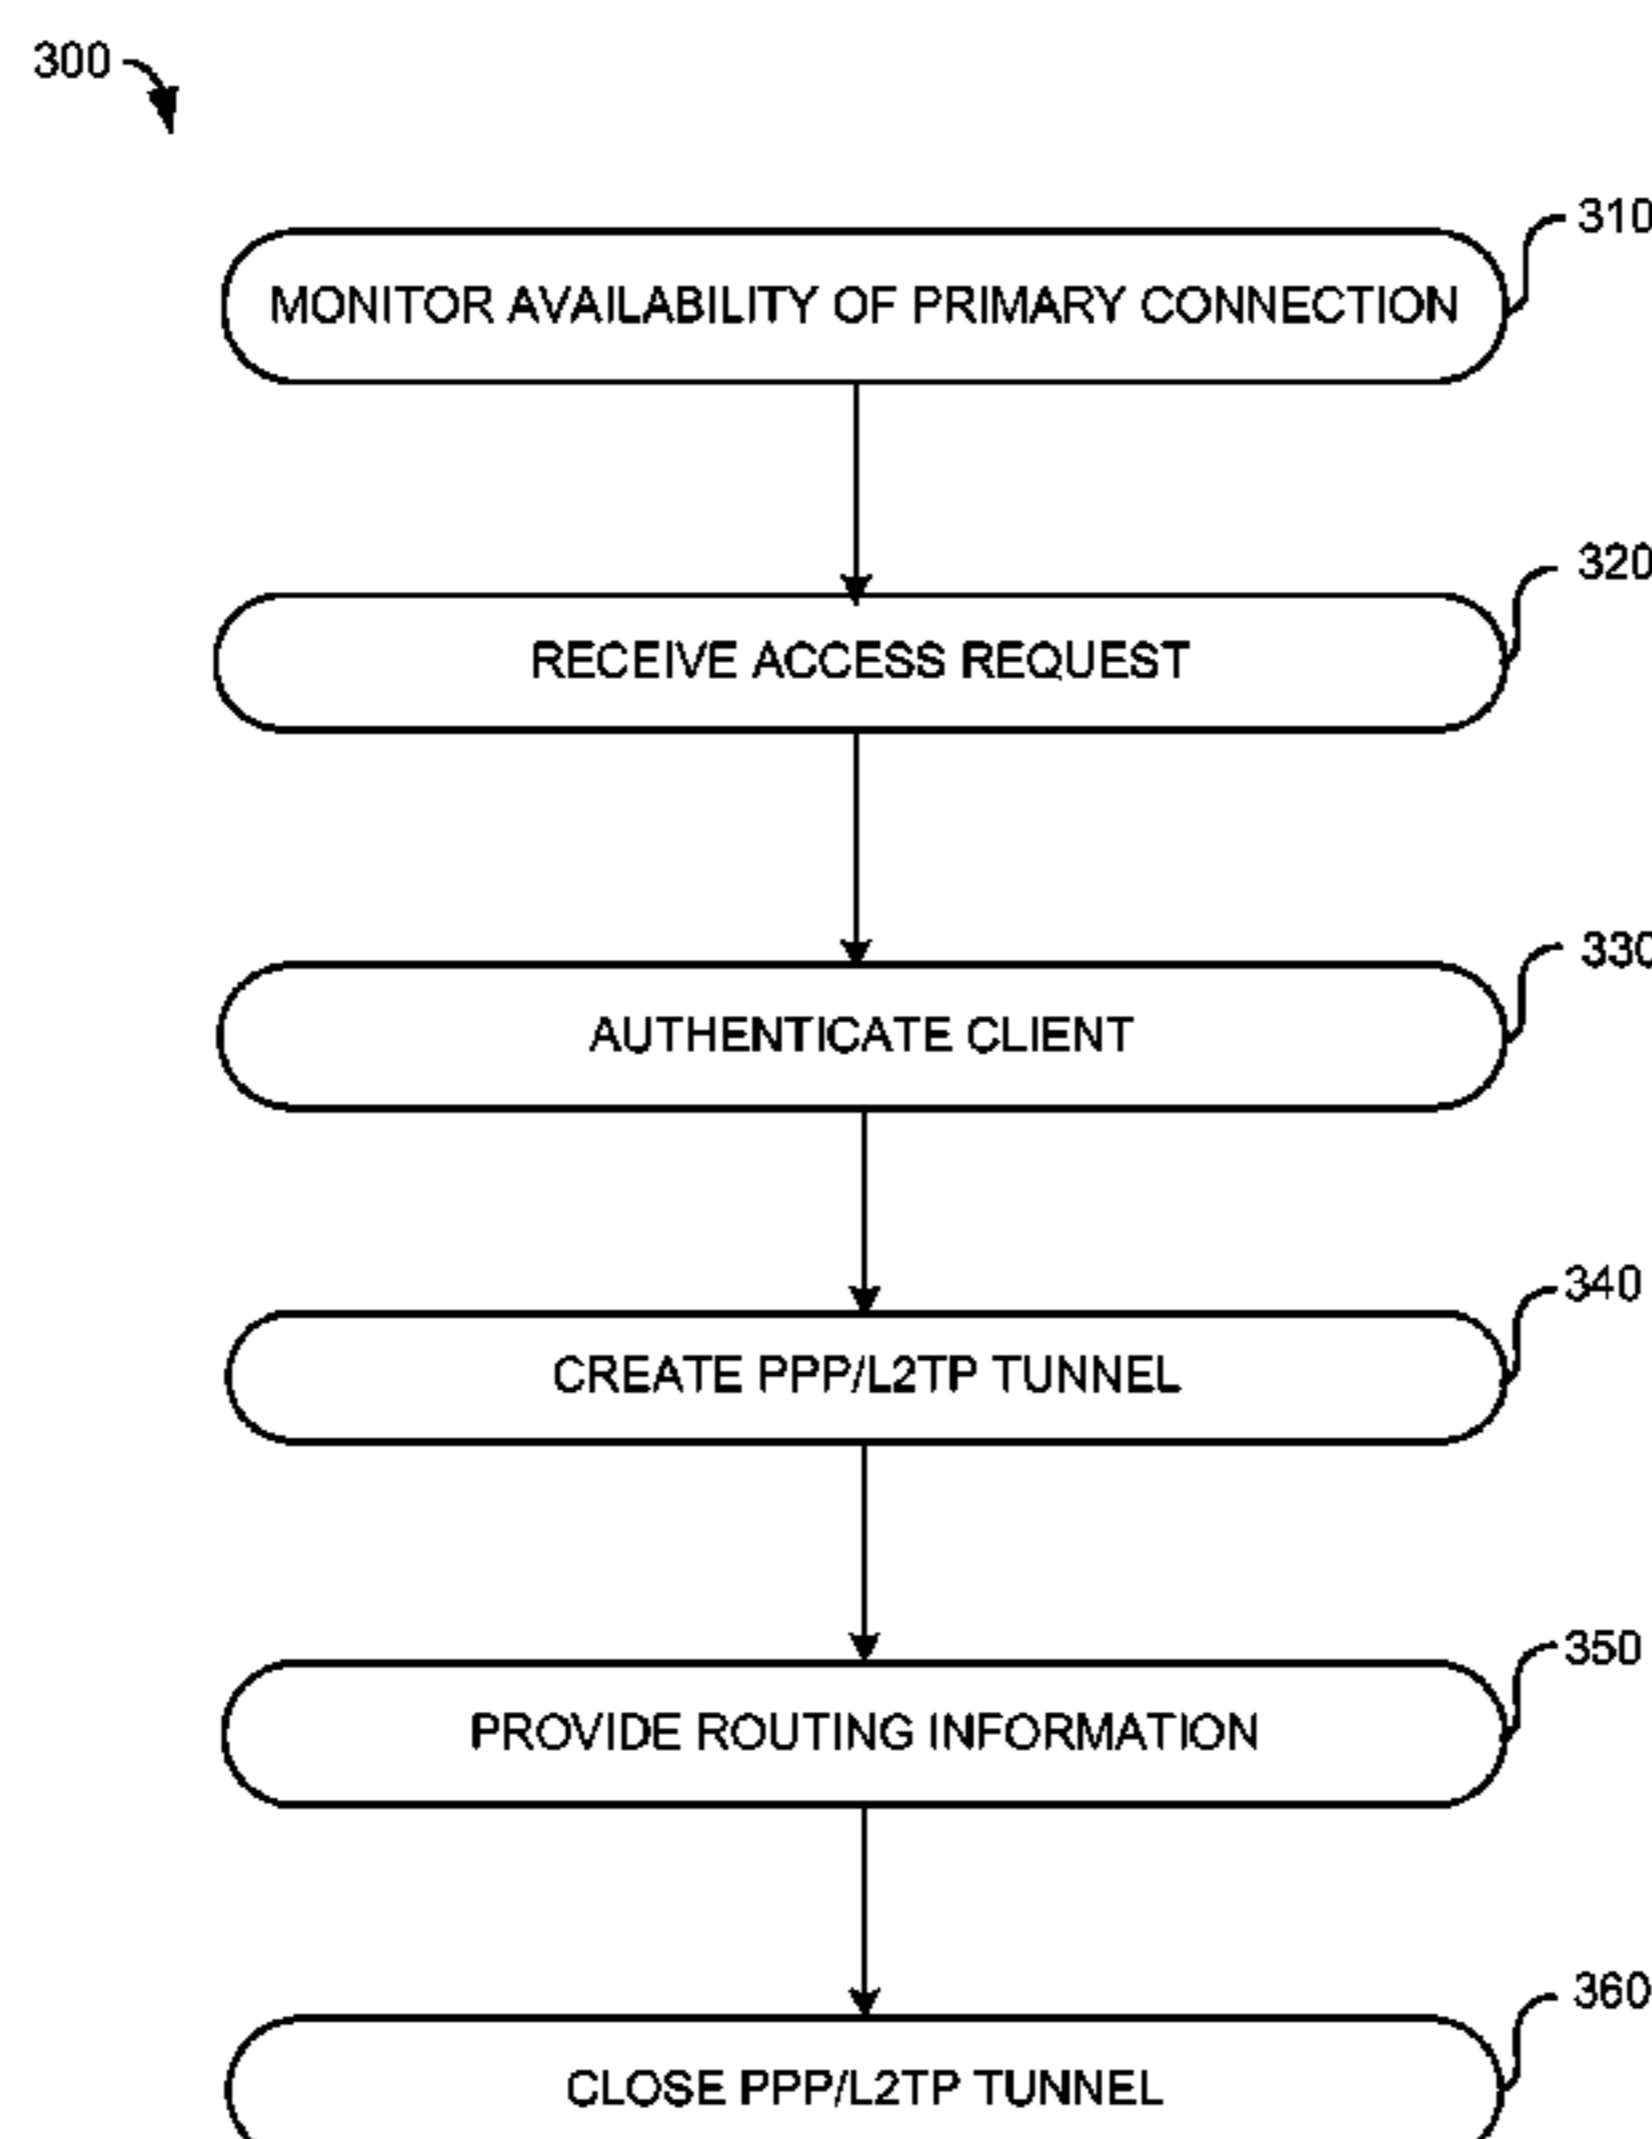 300
310
MONITOR AVAILABILITY OF PRIMARY CONNECTION
320
RECEIVE ACCESS REQUEST
330
AUTHENTICATE CLIENT
340
CREATE PPP/L2TP TUNNEL
350
PROVIDE ROUTING INFORMATION
360
CLOSE PPP/L2TP TUNNEL